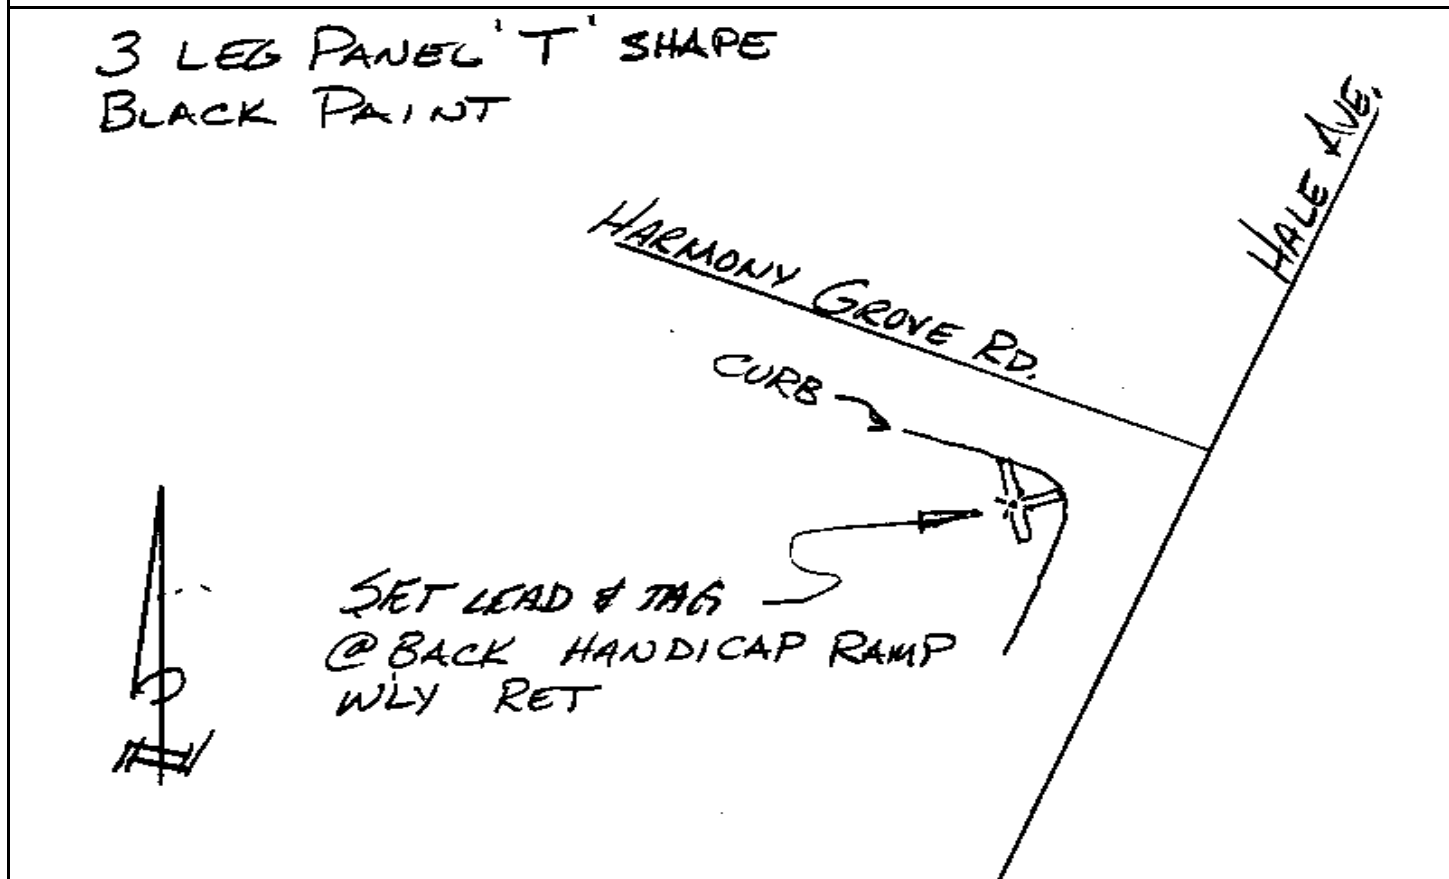 3 LEG PANEL 'T' SHAPE
BLACK PAINT
HALE AVE.
HARMONY GROVE RD.
CURB
SET LEAD & TAG
@ BACK HANDICAP RAMP
WLY RET